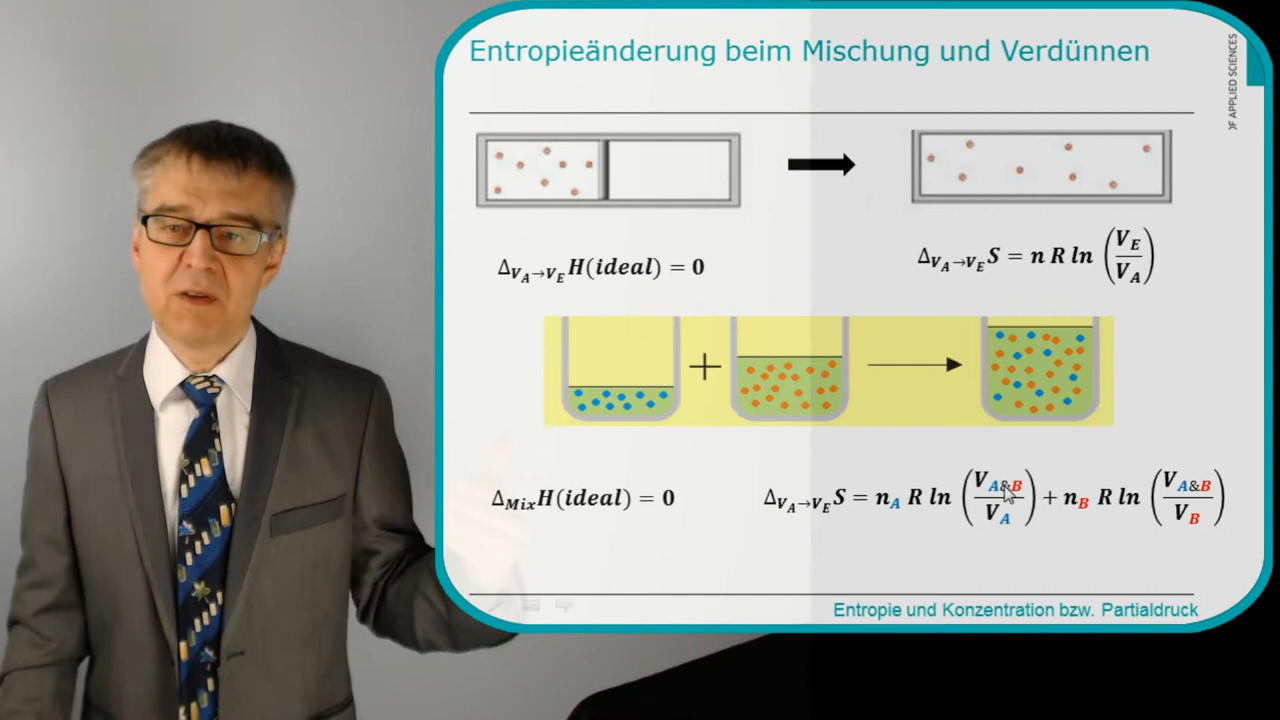 Entropieänderung beim Mischung und Verdünnen
OF APPLIED SCIENCES
Δ_{V_A→V_E} H(ideal) = 0
Δ_{V_A→V_E} S = n R ln (V_E / V_A)
+
Δ_{Mix} H(ideal) = 0
Δ_{V_A→V_E} S = n_A R ln (V_{A&B} / V_A) + n_B R ln (V_{A&B} / V_B)
Entropie und Konzentration bzw. Partialdruck